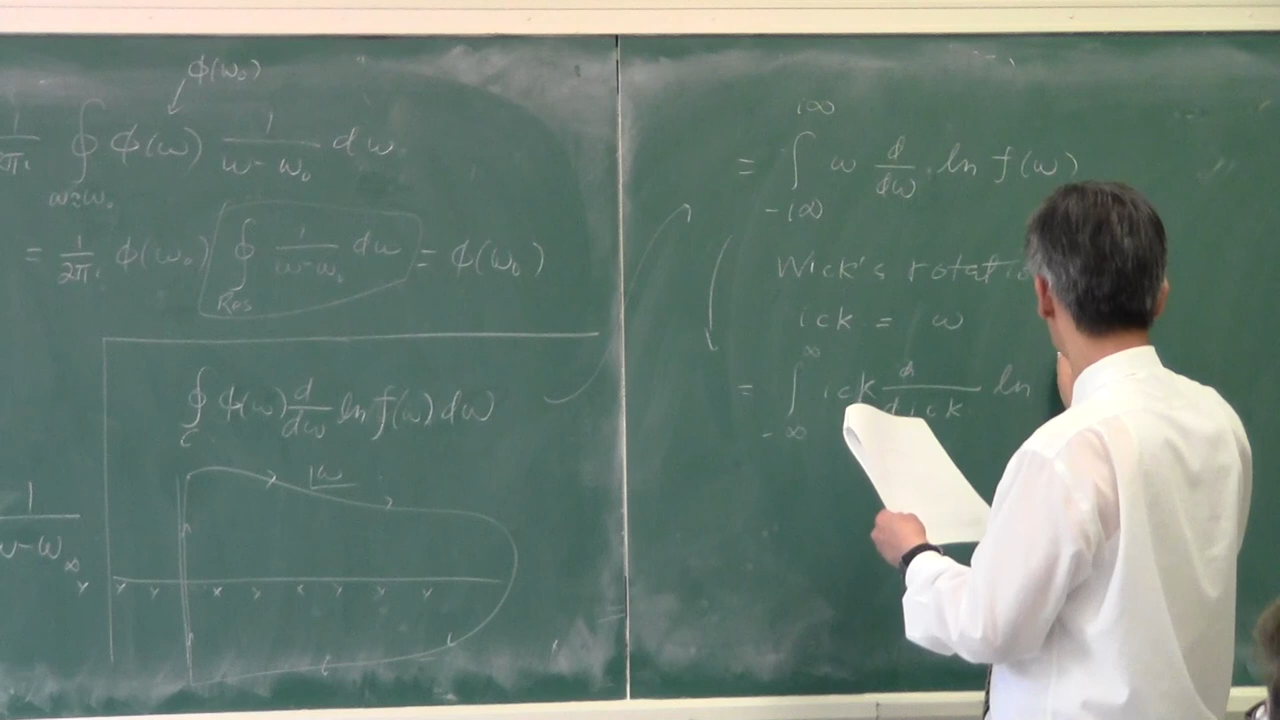 ϕ(ω₀)
1/2πi ∮_{ω≈ω₀} ϕ(ω) 1/(ω-ω₀) dω
= 1/2πi ϕ(ω₀) ∮_{Res} 1/(ω-ω₀) dω = ϕ(ω₀)
∮_C ϕ(ω) d/dω ln f(ω) dω
ω
1/(ω-ω∞)
= ∫_{-i∞}^{i∞} ω d/dω ln f(ω)
Wick's rotati
ick = ω
= ∫_{-∞}^{∞} ick d/dick ln